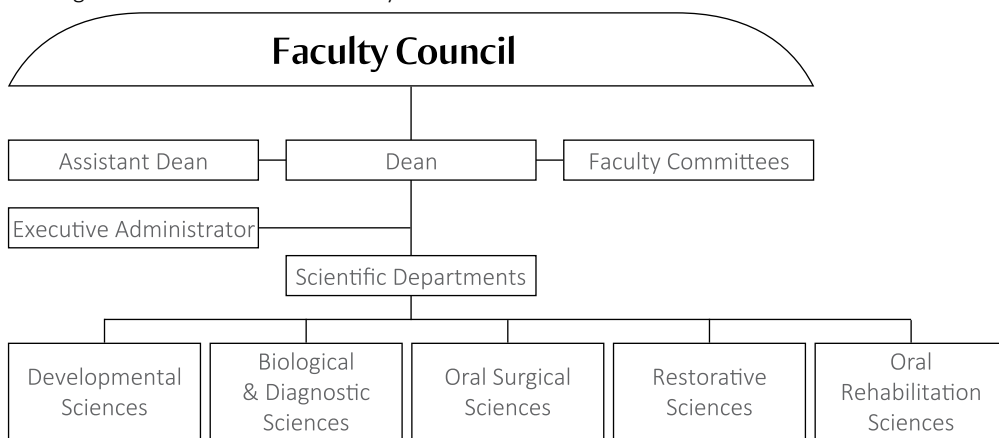 Faculty Council
Assistant Dean
Dean
Faculty Committees
Executive Administrator
Scientific Departments
Developmental
Sciences
Biological
& Diagnostic
Sciences
Oral Surgical
Sciences
Restorative
Sciences
Oral
Rehabilitation
Sciences